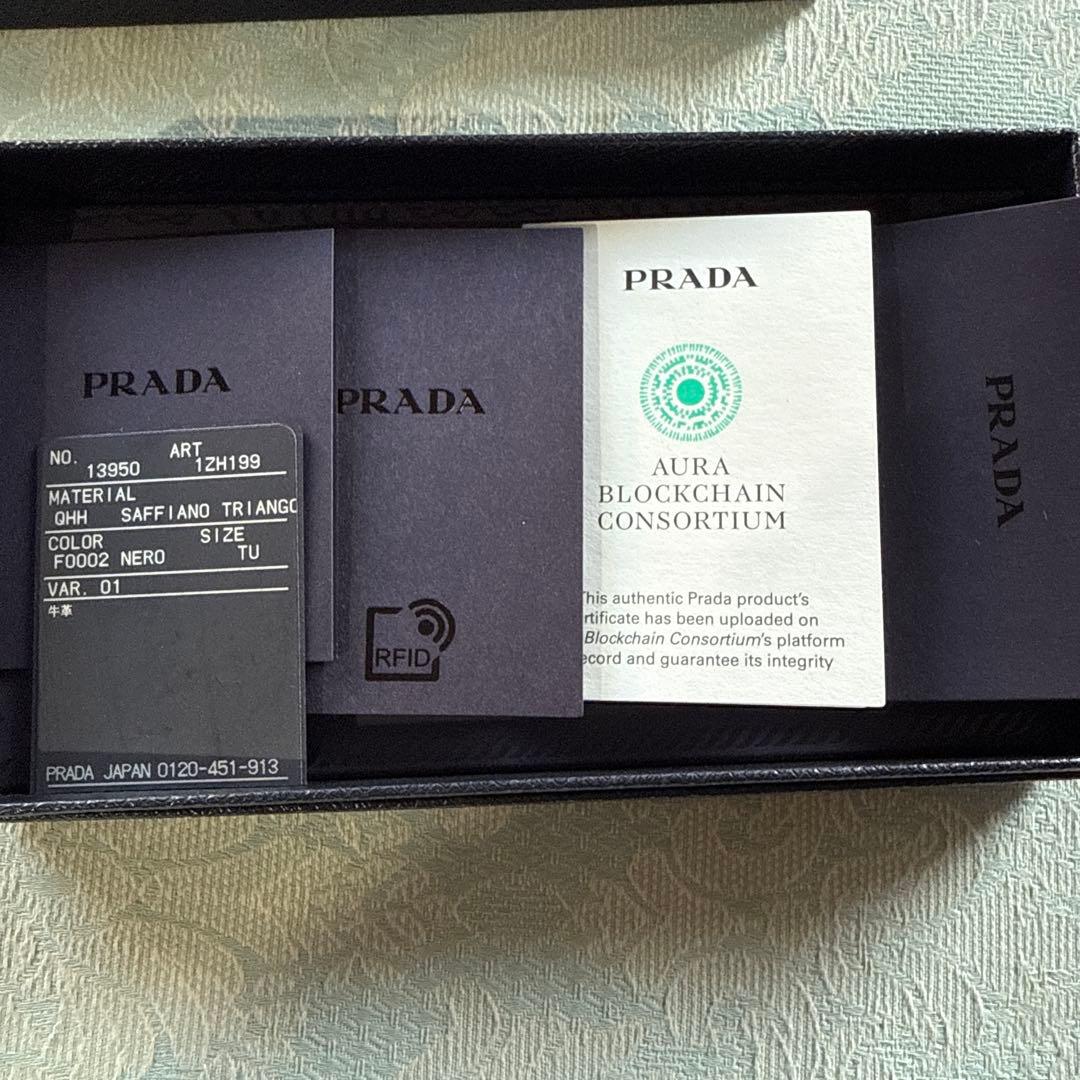 PRADA
NO. 13950 ART 1ZH199
MATERIAL
QHH SAFFIANO TRIANGO
COLOR SIZE
F0002 NERO TU
VAR. 01
牛革
PRADA JAPAN 0120-451-913
PRADA
RFID
PRADA
AURA
BLOCKCHAIN
CONSORTIUM
This authentic Prada product's
rtificate has been uploaded on
Blockchain Consortium's platform
ecord and guarantee its integrity
PRADA